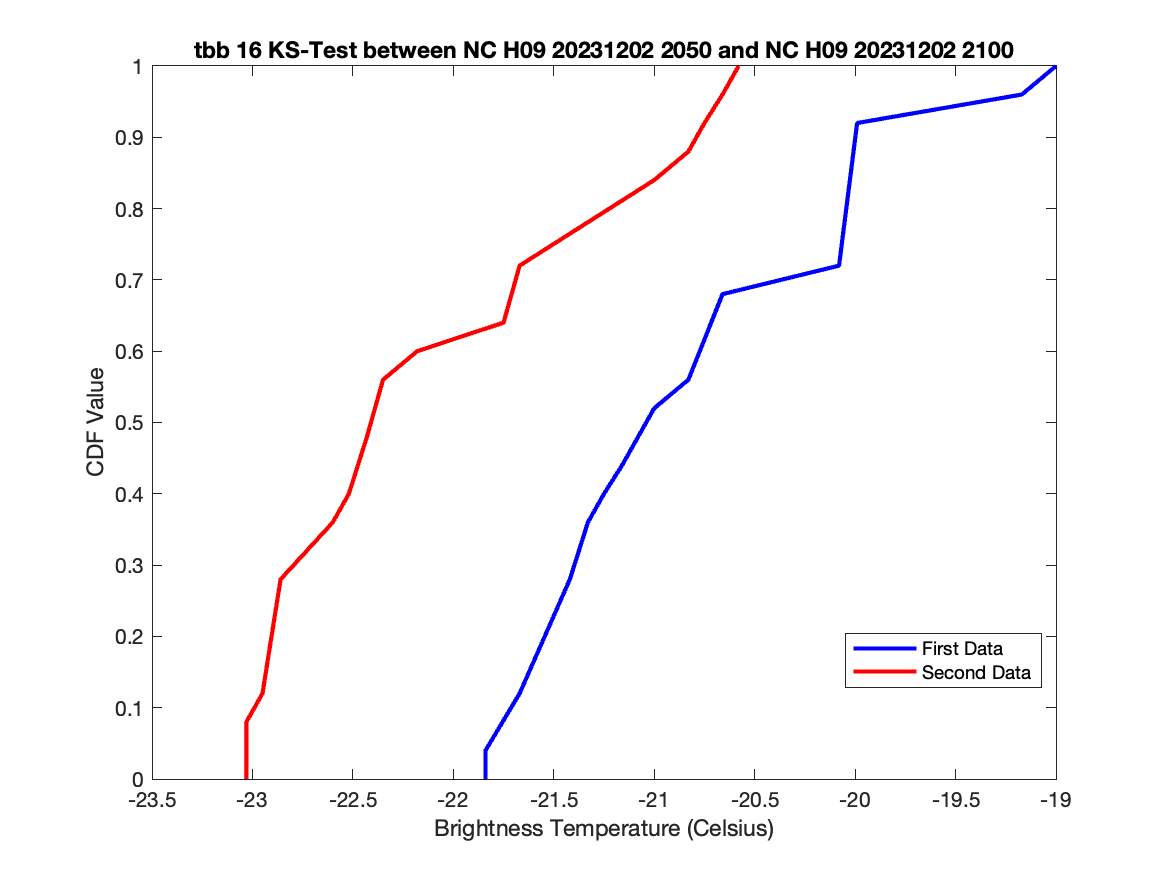 tbb 16 KS-Test between NC H09 20231202 2050 and NC H09 20231202 2100
1
0.9
0.8
0.7
0.6
0.5
0.4
0.3
0.2
0.1
0
CDF Value
First Data
Second Data
-23.5 -23 -22.5 -22 -21.5 -21 -20.5 -20 -19.5 -19
Brightness Temperature (Celsius)